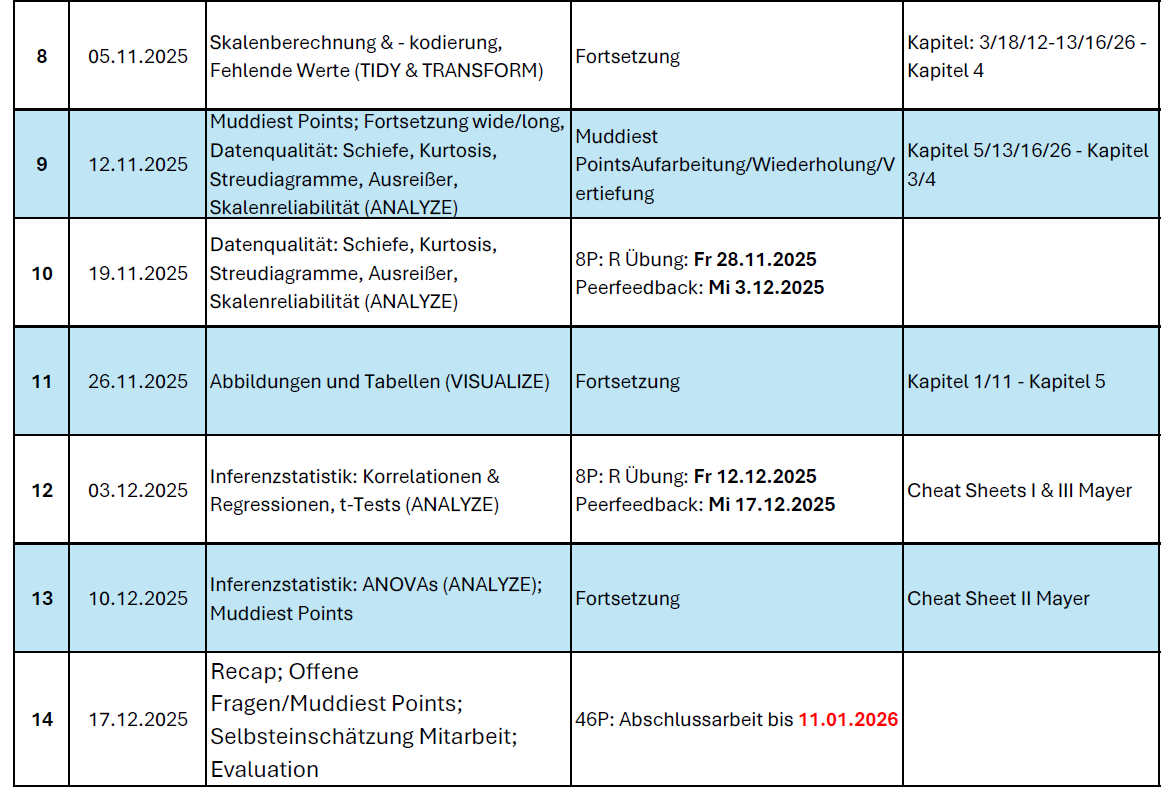 8
05.11.2025
Skalenberechnung & - kodierung,
Fehlende Werte (TIDY & TRANSFORM)
Fortsetzung
Kapitel: 3/18/12-13/16/26 -
Kapitel 4
9
12.11.2025
Muddiest Points; Fortsetzung wide/long,
Datenqualität: Schiefe, Kurtosis,
Streudiagramme, Ausreißer,
Skalenreliabilität (ANALYZE)
Muddiest
PointsAufarbeitung/Wiederholung/V
ertiefung
Kapitel 5/13/16/26 - Kapitel
3/4
10
19.11.2025
Datenqualität: Schiefe, Kurtosis,
Streudiagramme, Ausreißer,
Skalenreliabilität (ANALYZE)
8P: R Übung: Fr 28.11.2025
Peerfeedback: Mi 3.12.2025
11
26.11.2025
Abbildungen und Tabellen (VISUALIZE)
Fortsetzung
Kapitel 1/11 - Kapitel 5
12
03.12.2025
Inferenzstatistik: Korrelationen &
Regressionen, t-Tests (ANALYZE)
8P: R Übung: Fr 12.12.2025
Peerfeedback: Mi 17.12.2025
Cheat Sheets I & III Mayer
13
10.12.2025
Inferenzstatistik: ANOVAs (ANALYZE);
Muddiest Points
Fortsetzung
Cheat Sheet II Mayer
14
17.12.2025
Recap; Offene
Fragen/Muddiest Points;
Selbsteinschätzung Mitarbeit;
Evaluation
46P: Abschlussarbeit bis 11.01.2026